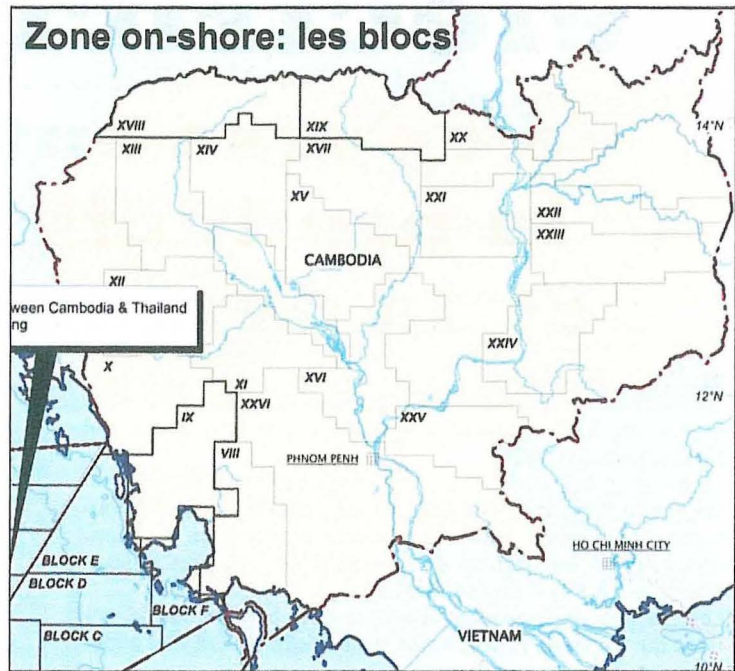 Zone on-shore: les blocs
XVIII
XIX
XX
14°N
XIII
XIV
XVII
XV
XXI
XXII
XXIII
CAMBODIA
XII
ween Cambodia & Thailand
ng
XXIV
X
XVI
XI
XXVI
IX
XXV
12°N
VIII
PHNOM PENH
HO CHI MINH CITY
BLOCK E
BLOCK D
BLOCK F
BLOCK C
VIETNAM
10°N